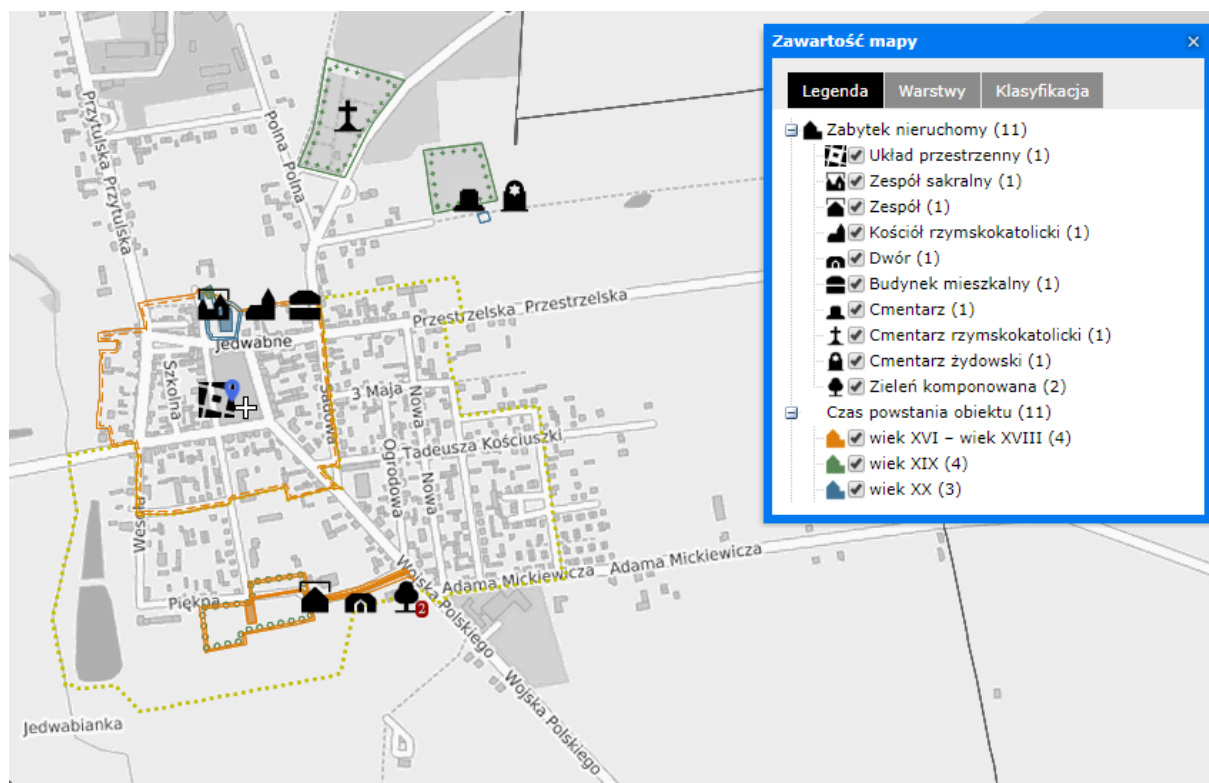 Zawartość mapy
Legenda Warstwy Klasyfikacja
Zabytek nieruchomy (11)
Układ przestrzenny (1)
Zespół sakralny (1)
Zespół (1)
Kościół rzymskokatolicki (1)
Dwór (1)
Budynek mieszkalny (1)
Cmentarz (1)
Cmentarz rzymskokatolicki (1)
Cmentarz żydowski (1)
Zieleń komponowana (2)
Czas powstania obiektu (11)
wiek XVI – wiek XVIII (4)
wiek XIX (4)
wiek XX (3)
Przytulska Przytulska
Polna Polna
Przestrzelska Przestrzelska
Jedwabne
Szkolna
Sadowa
3 Maja
Nowa
Tadeusza Kościuszki
Ogrodowa
Nowa
Wesoła
Wojska Polskiego
Adama Mickiewicza Adama Mickiewicza
Piękna
2
Wojska Polskiego
Jedwabianka